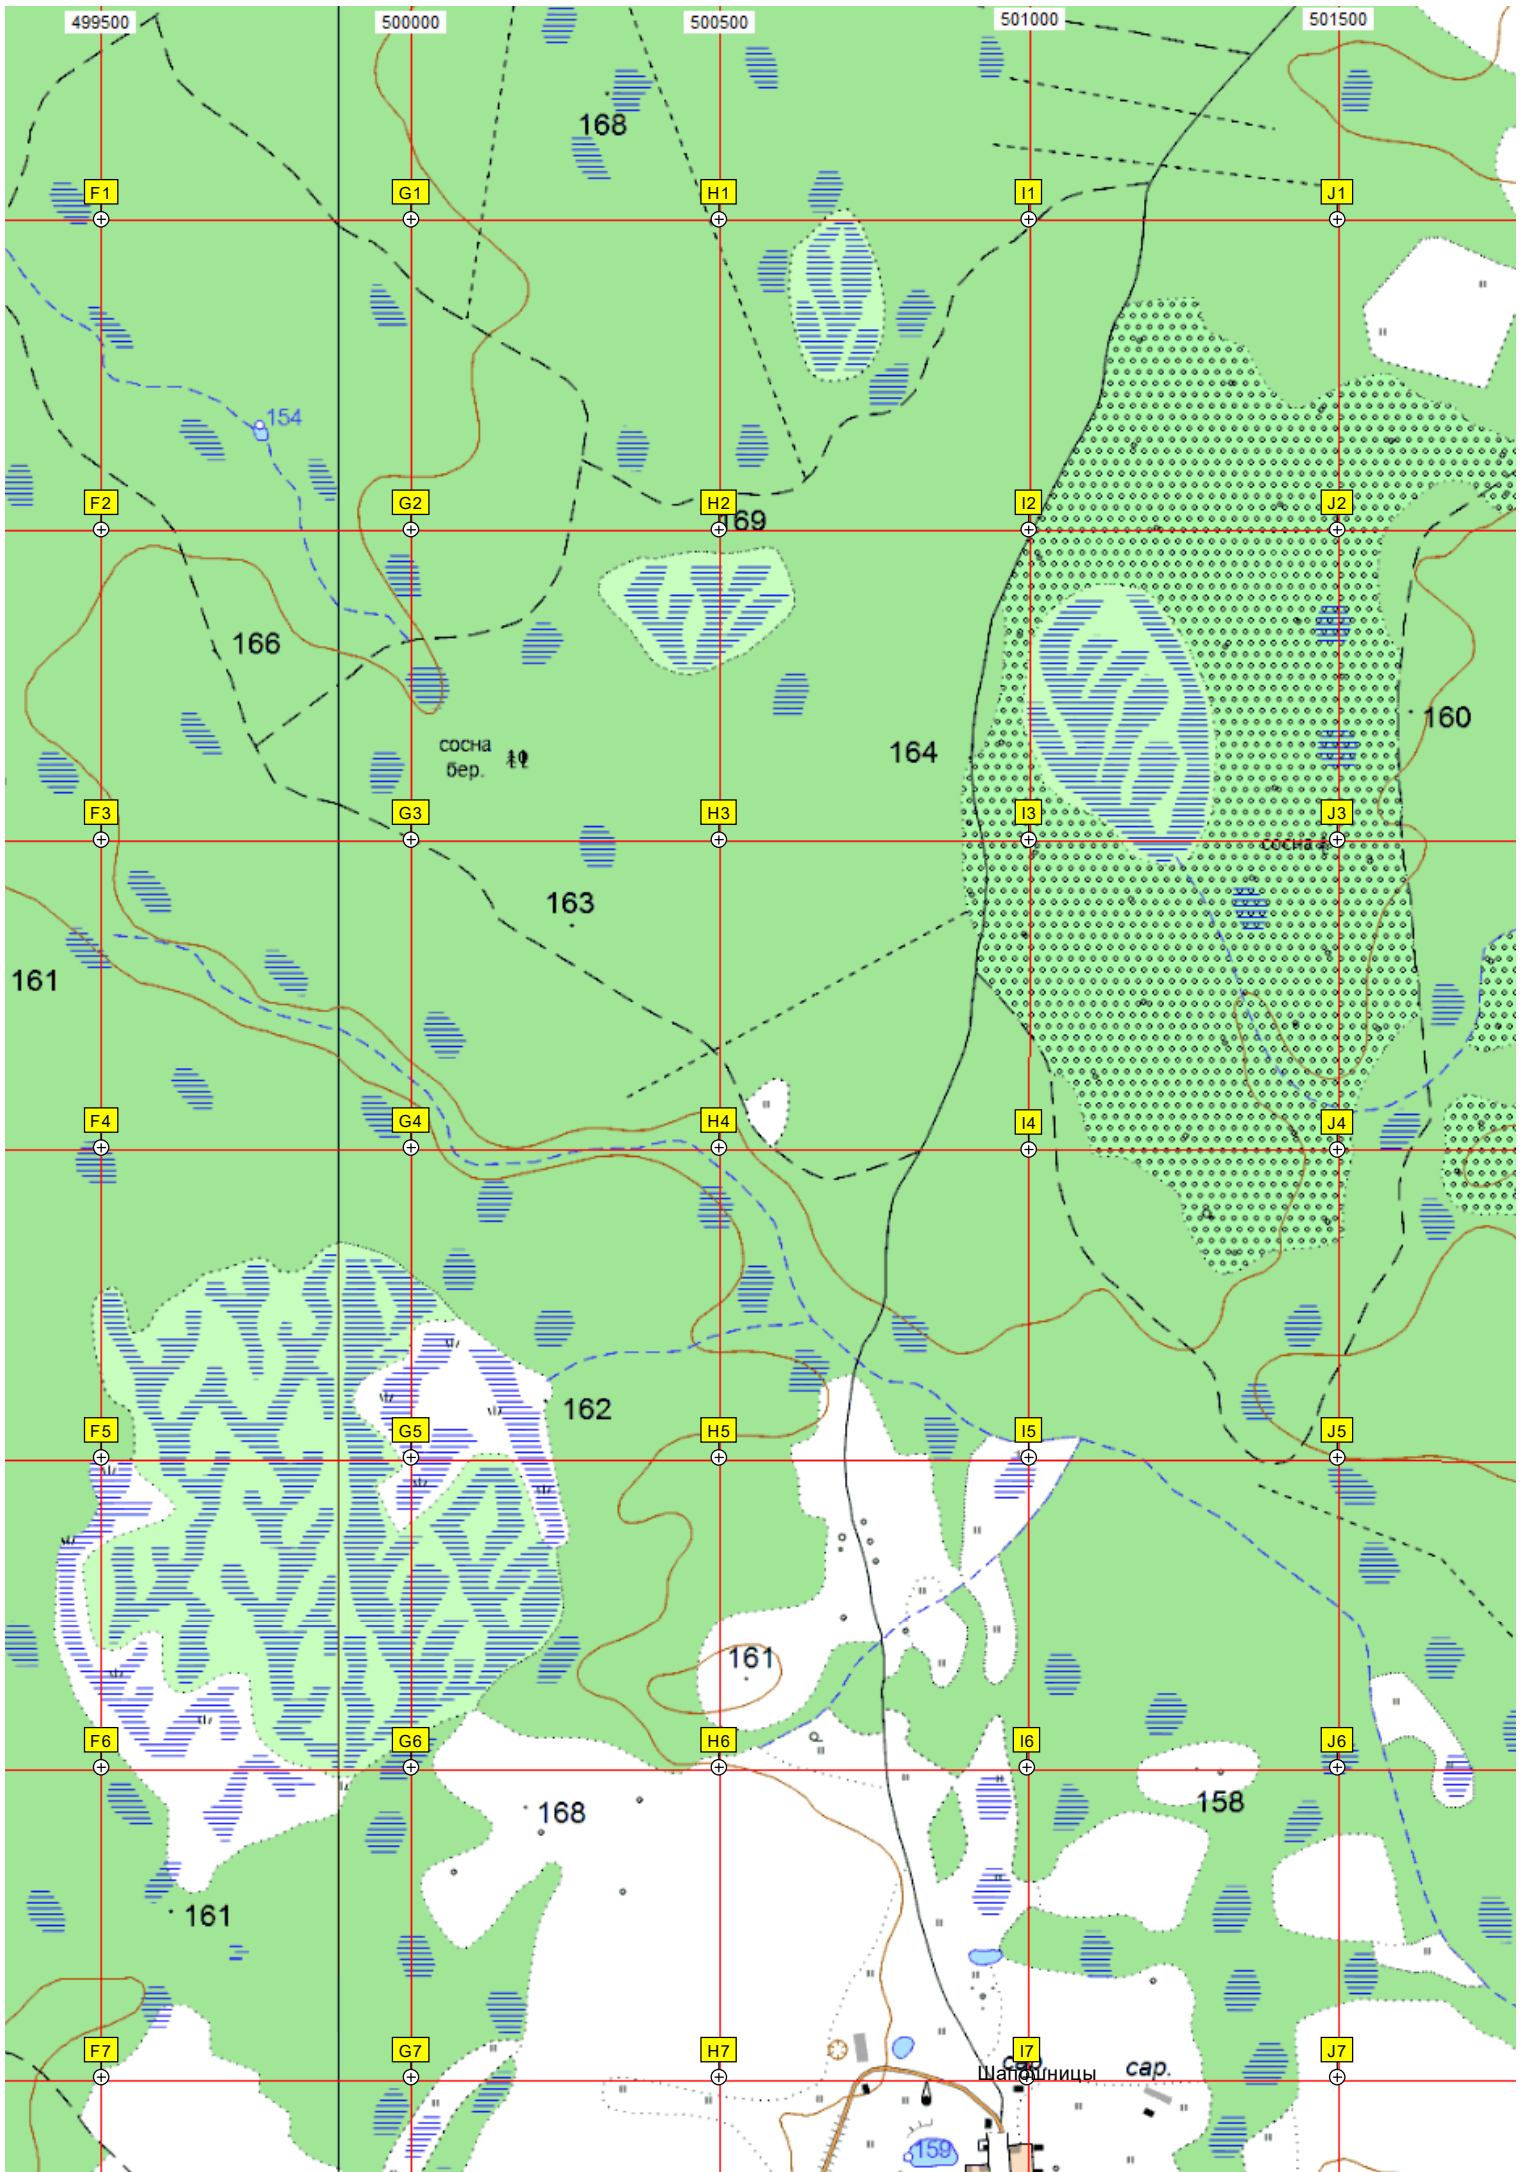 499500 500000 500500 501000 501500
168
F1 G1 H1 I1 J1
154
F2 G2 H2 I2 J2
169
166
160
сосна
бер.
164
F3 G3 H3 I3 J3
сосна
163
161
F4 G4 H4 I4 J4
162
F5 G5 H5 I5 J5
161
F6 G6 H6 I6 J6
158
168
161
F7 G7 H7 I7 J7
сар. сар.
Шапошницы
159